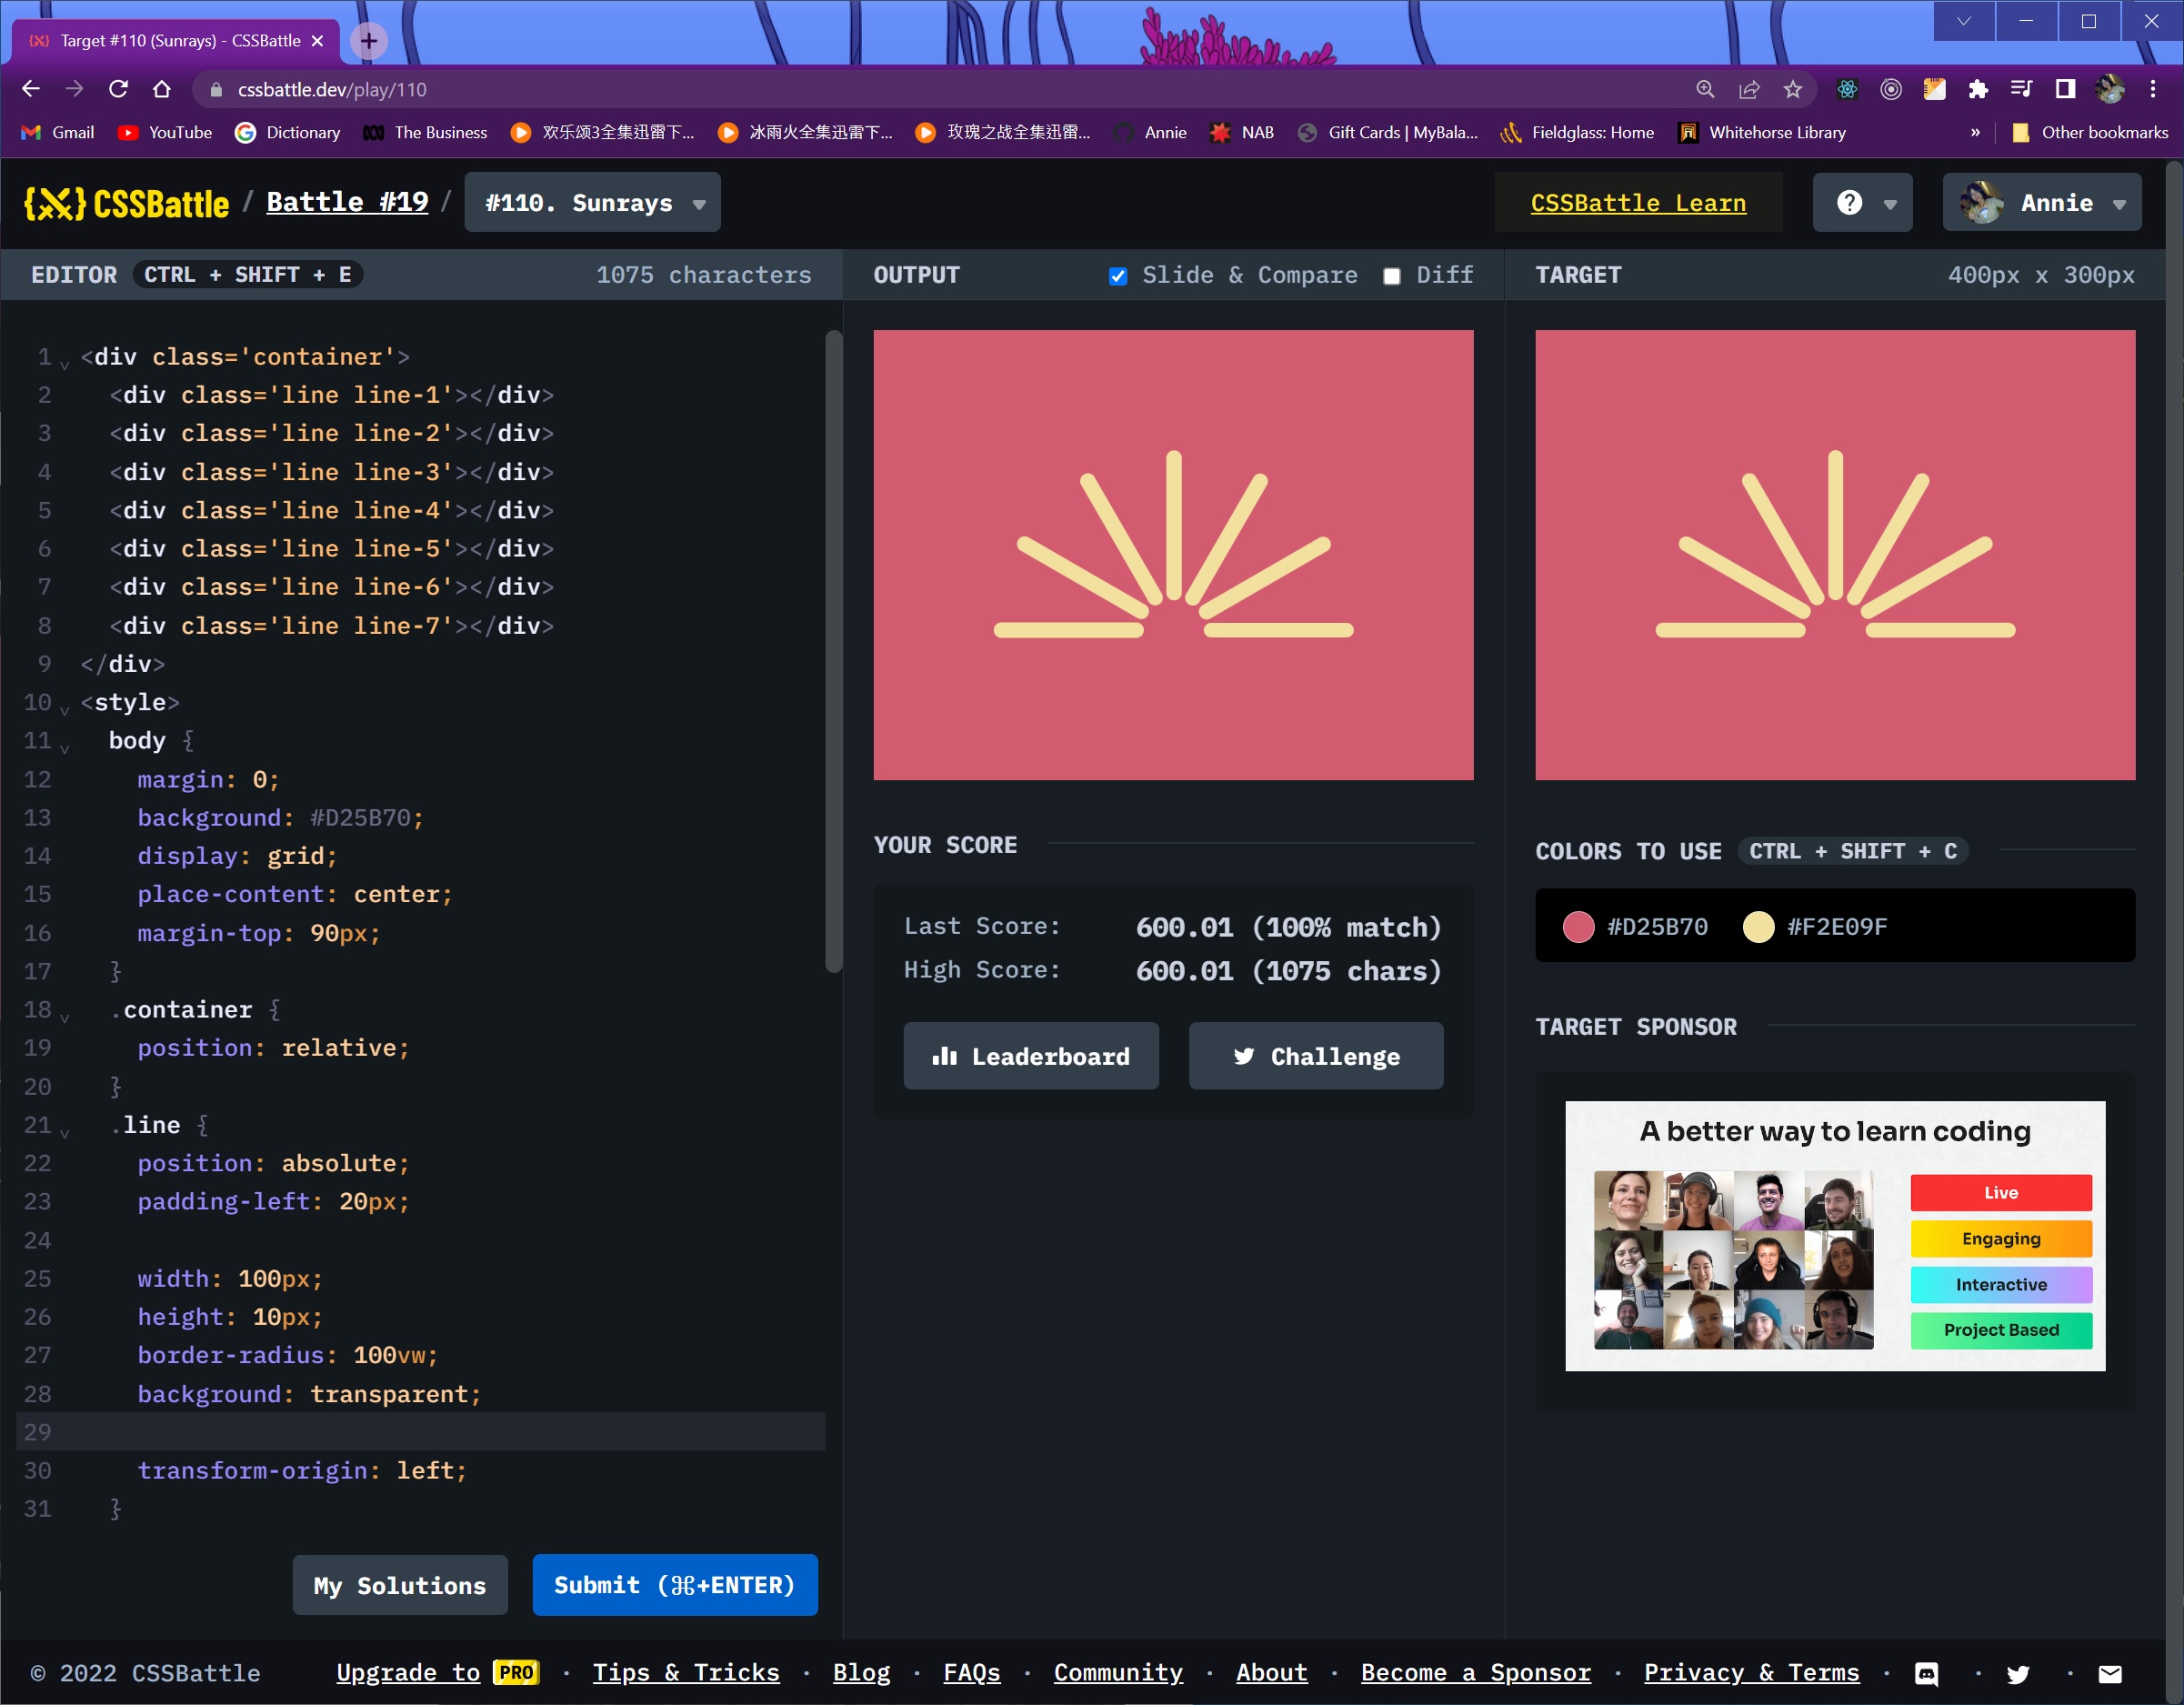 Target #110 (Sunrays) - CSSBattle
cssbattle.dev/play/110
Gmail YouTube Dictionary The Business 欢乐颂3全集迅雷下... 冰雨火全集迅雷下... 玫瑰之战全集迅雷... Annie NAB Gift Cards | MyBala... Fieldglass: Home Whitehorse Library » Other bookmarks
{X} CSSBattle / Battle #19 / #110. Sunrays CSSBattle Learn ? Annie
EDITOR CTRL + SHIFT + E 1075 characters
1 <div class='container'>
2 <div class='line line-1'></div>
3 <div class='line line-2'></div>
4 <div class='line line-3'></div>
5 <div class='line line-4'></div>
6 <div class='line line-5'></div>
7 <div class='line line-6'></div>
8 <div class='line line-7'></div>
9 </div>
10 <style>
11 body {
12 margin: 0;
13 background: #D25B70;
14 display: grid;
15 place-content: center;
16 margin-top: 90px;
17 }
18 .container {
19 position: relative;
20 }
21 .line {
22 position: absolute;
23 padding-left: 20px;
24
25 width: 100px;
26 height: 10px;
27 border-radius: 100vw;
28 background: transparent;
29
30 transform-origin: left;
31 }
My Solutions Submit (⌘+ENTER)
OUTPUT Slide & Compare Diff
YOUR SCORE
Last Score: 600.01 (100% match)
High Score: 600.01 (1075 chars)
Leaderboard Challenge
TARGET 400px x 300px
COLORS TO USE CTRL + SHIFT + C
#D25B70 #F2E09F
TARGET SPONSOR
A better way to learn coding
Live
Engaging
Interactive
Project Based
© 2022 CSSBattle Upgrade to PRO · Tips & Tricks · Blog · FAQs · Community · About · Become a Sponsor · Privacy & Terms · · ·